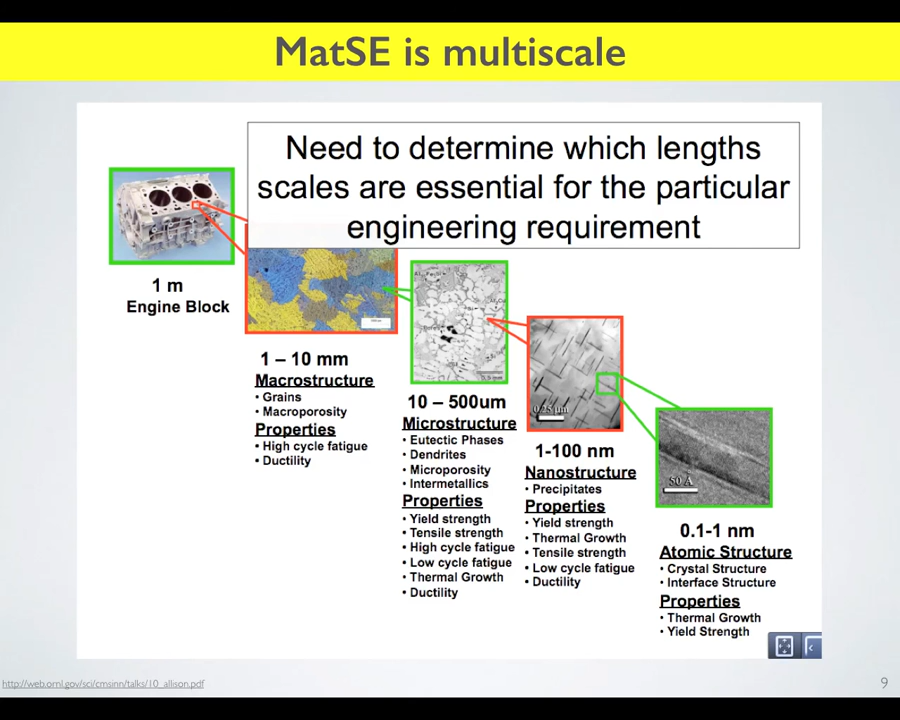 MatSE is multiscale
Need to determine which lengths
scales are essential for the particular
engineering requirement
1 m
Engine Block
1 – 10 mm
Macrostructure
• Grains
• Macroporosity
Properties
• High cycle fatigue
• Ductility
10 – 500um
Microstructure
• Eutectic Phases
• Dendrites
• Microporosity
• Intermetallics
Properties
• Yield strength
• Tensile strength
• High cycle fatigue
• Low cycle fatigue
• Thermal Growth
• Ductility
0.25 µm
1-100 nm
Nanostructure
• Precipitates
Properties
• Yield strength
• Thermal Growth
• Tensile strength
• Low cycle fatigue
• Ductility
50 Å
0.1-1 nm
Atomic Structure
• Crystal Structure
• Interface Structure
Properties
• Thermal Growth
• Yield Strength
http://web.ornl.gov/sci/cmsinn/talks/10_allison.pdf
9